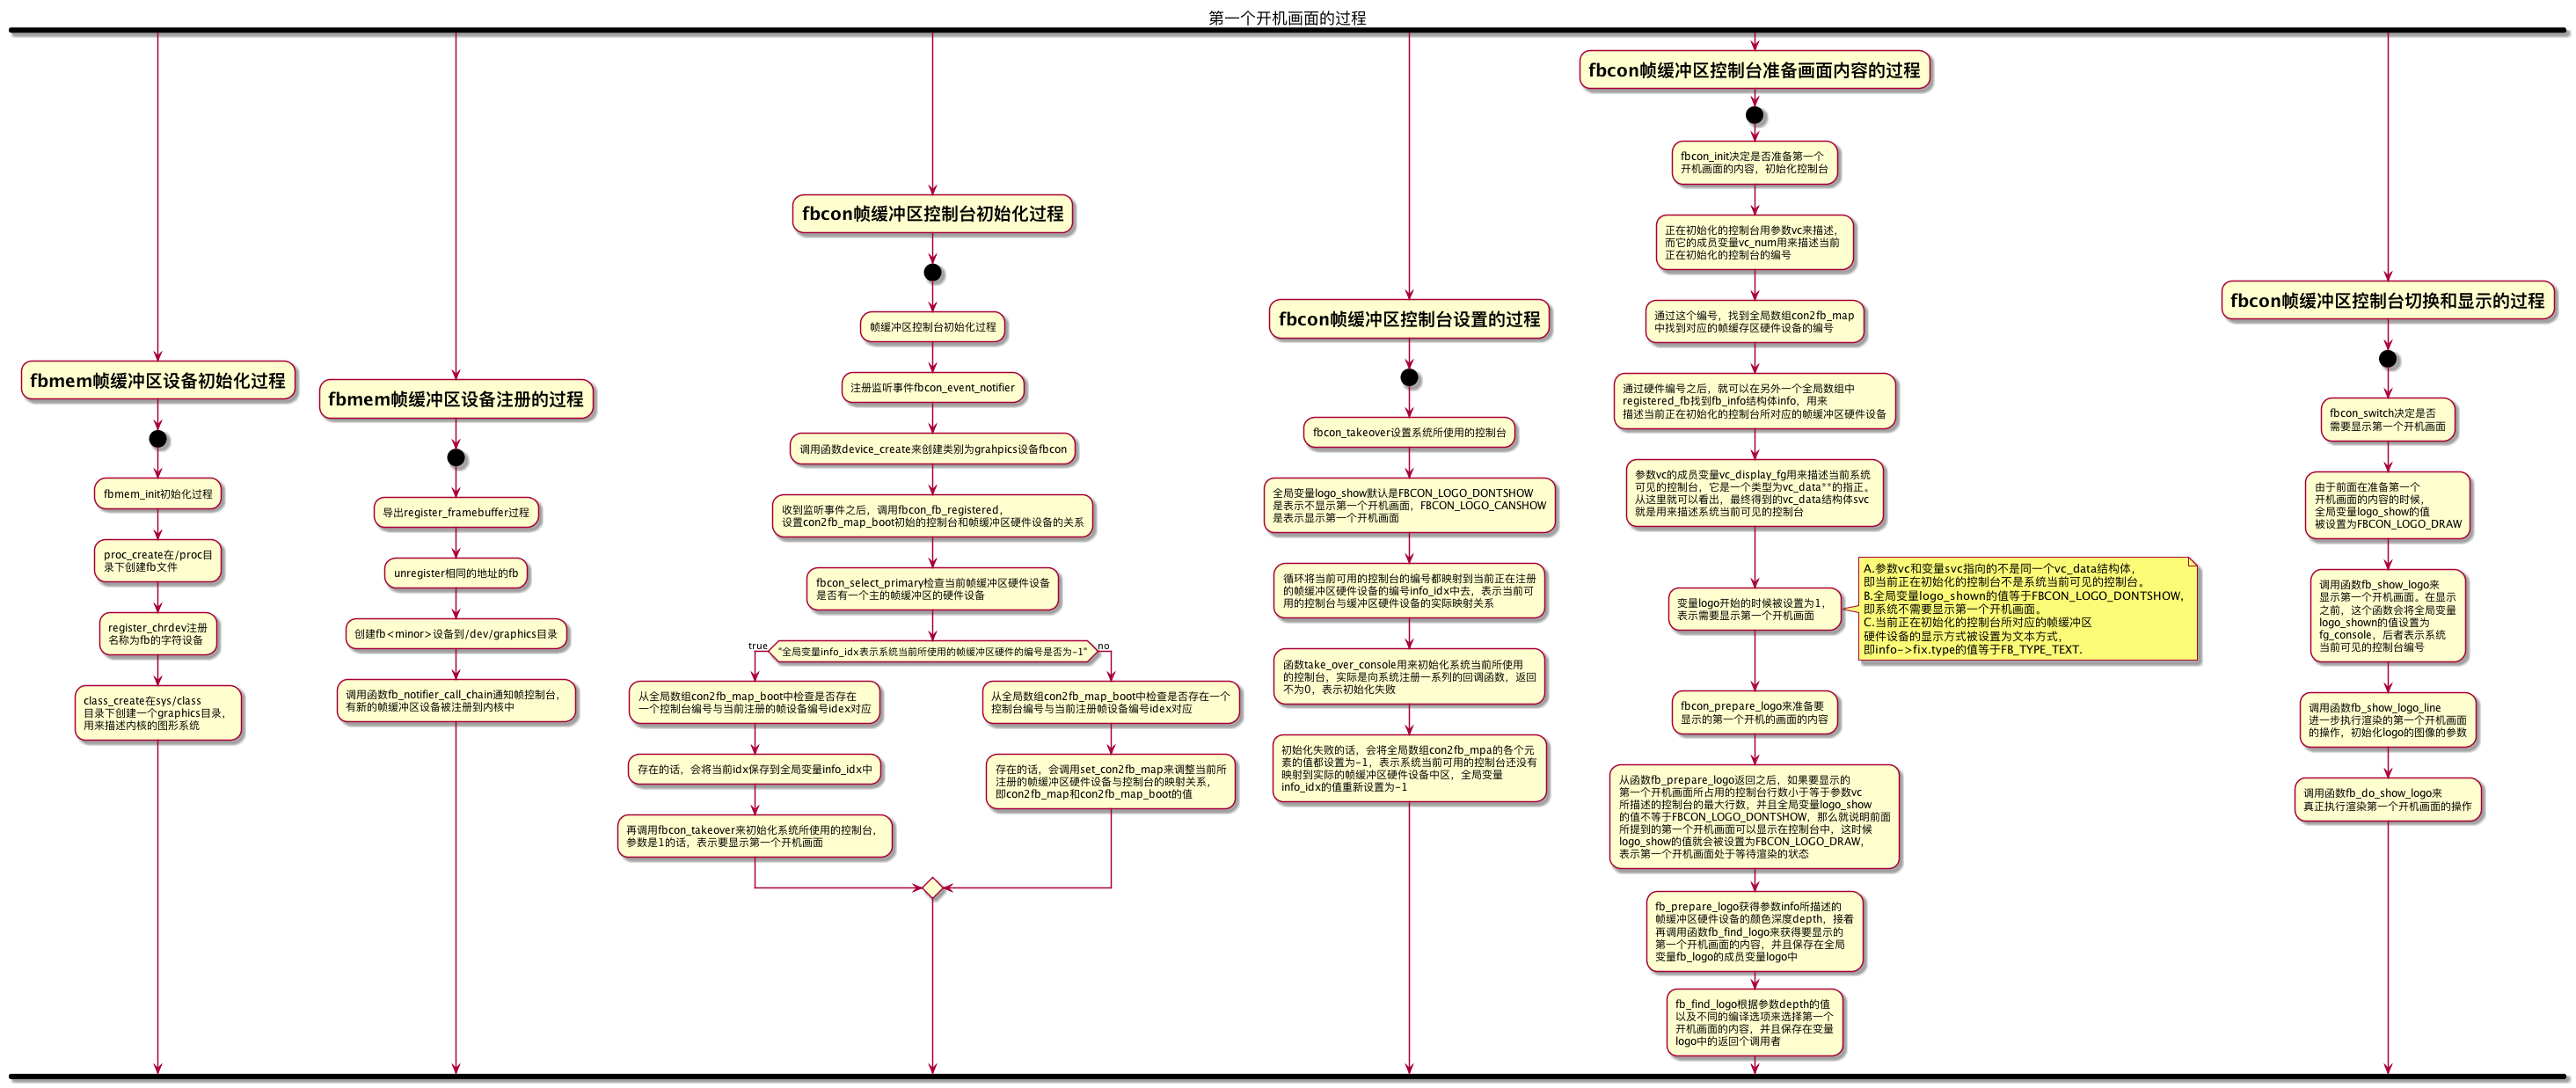 第一个开机画面的过程
fbmem帧缓冲区设备初始化过程
fbmem_init初始化过程
proc_create在/proc目
录下创建fb文件
register_chrdev注册
名称为fb的字符设备
class_create在sys/class
目录下创建一个graphics目录，
用来描述内核的图形系统
fbmem帧缓冲区设备注册的过程
导出register_framebuffer过程
unregister相同的地址的fb
创建fb<minor>设备到/dev/graphics目录
调用函数fb_notifier_call_chain通知帧控制台，
有新的帧缓冲区设备被注册到内核中
fbcon帧缓冲区控制台初始化过程
帧缓冲区控制台初始化过程
注册监听事件fbcon_event_notifier
调用函数device_create来创建类别为grahpics设备fbcon
收到监听事件之后，调用fbcon_fb_registered，
设置con2fb_map_boot初始的控制台和帧缓冲区硬件设备的关系
fbcon_select_primary检查当前帧缓冲区硬件设备
是否有一个主的帧缓冲区的硬件设备
true
"全局变量info_idx表示系统当前所使用的帧缓冲区硬件的编号是否为-1"
no
从全局数组con2fb_map_boot中检查是否存在
一个控制台编号与当前注册的帧设备编号idex对应
存在的话，会将当前idx保存到全局变量info_idx中
再调用fbcon_takeover来初始化系统所使用的控制台，
参数是1的话，表示要显示第一个开机画面
从全局数组con2fb_map_boot中检查是否存在一个
控制台编号与当前注册帧设备编号idex对应
存在的话，会调用set_con2fb_map来调整当前所
注册的帧缓冲区硬件设备与控制台的映射关系，
即con2fb_map和con2fb_map_boot的值
fbcon帧缓冲区控制台设置的过程
fbcon_takeover设置系统所使用的控制台
全局变量logo_show默认是FBCON_LOGO_DONTSHOW
是表示不显示第一个开机画面，FBCON_LOGO_CANSHOW
是表示显示第一个开机画面
循环将当前可用的控制台的编号都映射到当前正在注册
的帧缓冲区硬件设备的编号info_idx中去，表示当前可
用的控制台与缓冲区硬件设备的实际映射关系
函数take_over_console用来初始化系统当前所使用
的控制台，实际是向系统注册一系列的回调函数，返回
不为0，表示初始化失败
初始化失败的话，会将全局数组con2fb_mpa的各个元
素的值都设置为-1，表示系统当前可用的控制台还没有
映射到实际的帧缓冲区硬件设备中区，全局变量
info_idx的值重新设置为-1
fbcon帧缓冲区控制台准备画面内容的过程
fbcon_init决定是否准备第一个
开机画面的内容，初始化控制台
正在初始化的控制台用参数vc来描述，
而它的成员变量vc_num用来描述当前
正在初始化的控制台的编号
通过这个编号，找到全局数组con2fb_map
中找到对应的帧缓存区硬件设备的编号
通过硬件编号之后，就可以在另外一个全局数组中
registered_fb找到fb_info结构体info，用来
描述当前正在初始化的控制台所对应的帧缓冲区硬件设备
参数vc的成员变量vc_display_fg用来描述当前系统
可见的控制台，它是一个类型为vc_data**的指正。
从这里就可以看出，最终得到的vc_data结构体svc
就是用来描述系统当前可见的控制台
变量logo开始的时候被设置为1，
表示需要显示第一个开机画面
A.参数vc和变量svc指向的不是同一个vc_data结构体，
即当前正在初始化的控制台不是系统当前可见的控制台。
B.全局变量logo_shown的值等于FBCON_LOGO_DONTSHOW，
即系统不需要显示第一个开机画面。
C.当前正在初始化的控制台所对应的帧缓冲区
硬件设备的显示方式被设置为文本方式，
即info->fix.type的值等于FB_TYPE_TEXT.
fbcon_prepare_logo来准备要
显示的第一个开机的画面的内容
从函数fb_prepare_logo返回之后，如果要显示的
第一个开机画面所占用的控制台行数小于等于参数vc
所描述的控制台的最大行数，并且全局变量logo_show
的值不等于FBCON_LOGO_DONTSHOW，那么就说明前面
所提到的第一个开机画面可以显示在控制台中，这时候
logo_show的值就会被设置为FBCON_LOGO_DRAW，
表示第一个开机画面处于等待渲染的状态
fb_prepare_logo获得参数info所描述的
帧缓冲区硬件设备的颜色深度depth，接着
再调用函数fb_find_logo来获得要显示的
第一个开机画面的内容，并且保存在全局
变量fb_logo的成员变量logo中
fb_find_logo根据参数depth的值
以及不同的编译选项来选择第一个
开机画面的内容，并且保存在变量
logo中的返回个调用者
fbcon帧缓冲区控制台切换和显示的过程
fbcon_switch决定是否
需要显示第一个开机画面
由于前面在准备第一个
开机画面的内容的时候，
全局变量logo_show的值
被设置为FBCON_LOGO_DRAW
调用函数fb_show_logo来
显示第一个开机画面。在显示
之前，这个函数会将全局变量
logo_shown的值设置为
fg_console，后者表示系统
当前可见的控制台编号
调用函数fb_show_logo_line
进一步执行渲染的第一个开机画面
的操作，初始化logo的图像的参数
调用函数fb_do_show_logo来
真正执行渲染第一个开机画面的操作